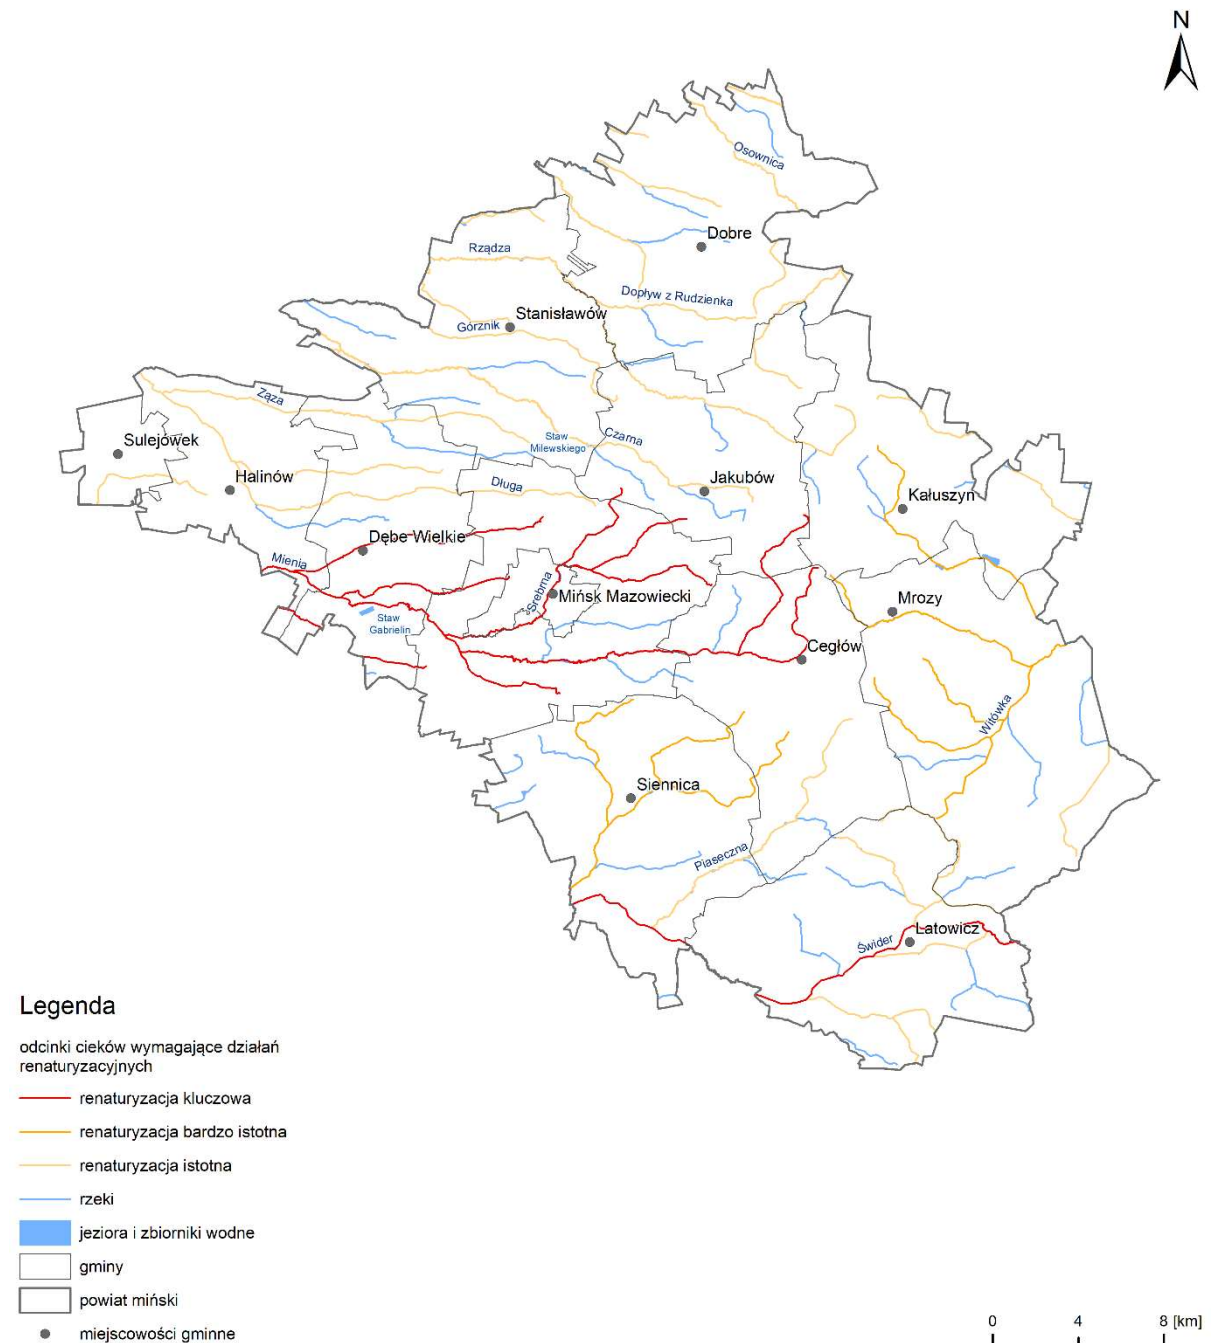 N
Osownica
Dobre
Rządza
Dopływ z Rudzienka
Stanisławów
Górznik
Ząza
Sulejówek
Staw
Milewskiego
Czarna
Halinów
Długa
Jakubów
Kałuszyn
Dębe Wielkie
Mienia
Srebrna
Mińsk Mazowiecki
Mrozy
Staw
Gabrielin
Cegłów
Witówka
Siennica
Piaseczna
Świder
Latowicz
Legenda
odcinki cieków wymagające działań
renaturyzacyjnych
renaturyzacja kluczowa
renaturyzacja bardzo istotna
renaturyzacja istotna
rzeki
jeziora i zbiorniki wodne
gminy
powiat miński
miejscowości gminne
0 4 8 [km]